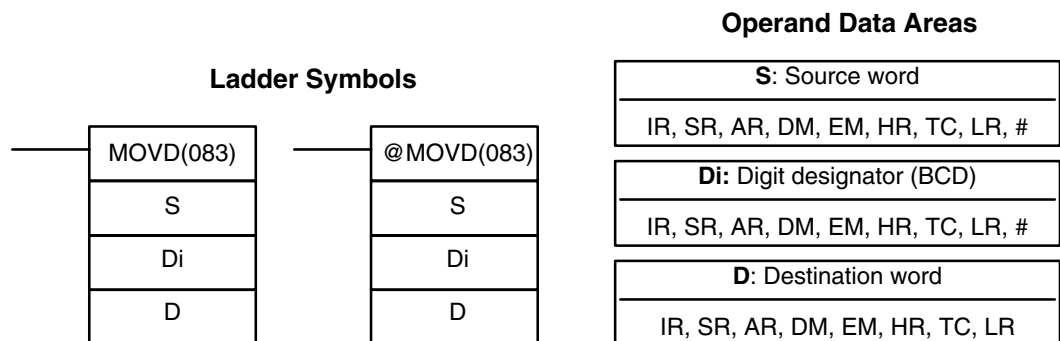 Ladder Symbols
MOVD(083)
S
Di
D
@MOVD(083)
S
Di
D
Operand Data Areas
S: Source word
IR, SR, AR, DM, EM, HR, TC, LR, #
Di: Digit designator (BCD)
IR, SR, AR, DM, EM, HR, TC, LR, #
D: Destination word
IR, SR, AR, DM, EM, HR, TC, LR